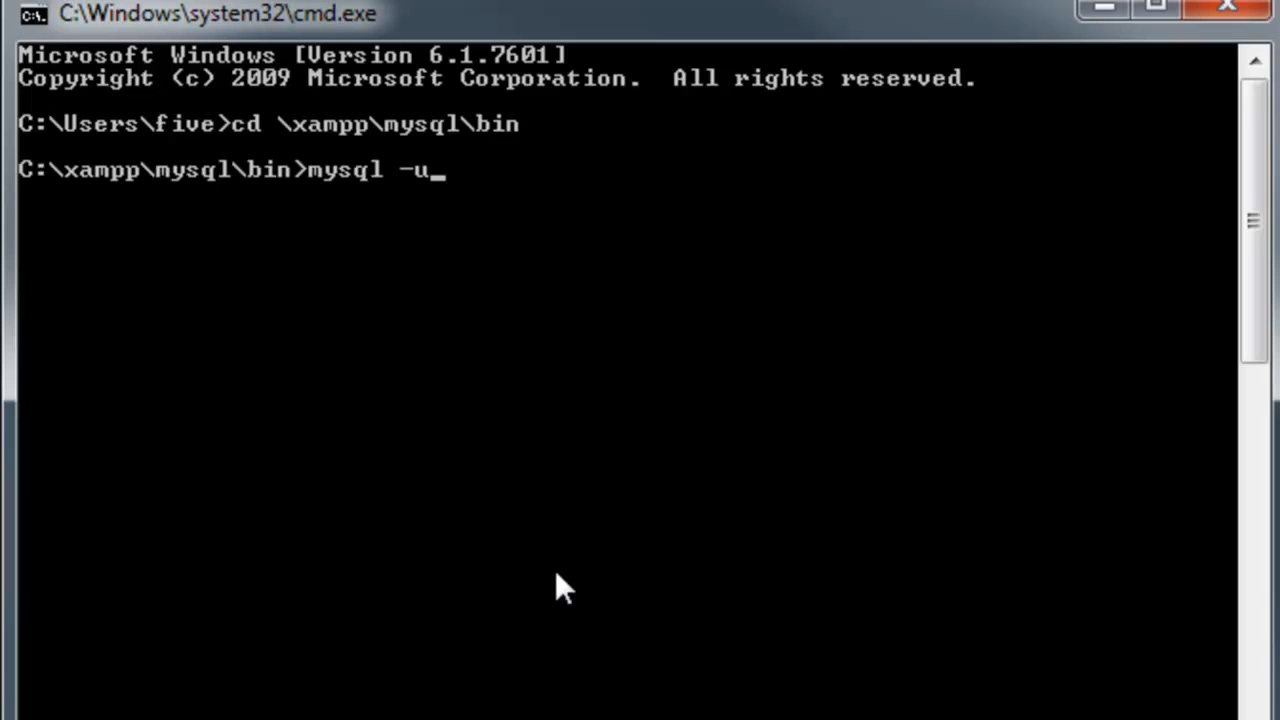 C:\Windows\system32\cmd.exe
Microsoft Windows [Version 6.1.7601]
Copyright (c) 2009 Microsoft Corporation.  All rights reserved.
C:\Users\five>cd \xampp\mysql\bin
C:\xampp\mysql\bin>mysql -u_